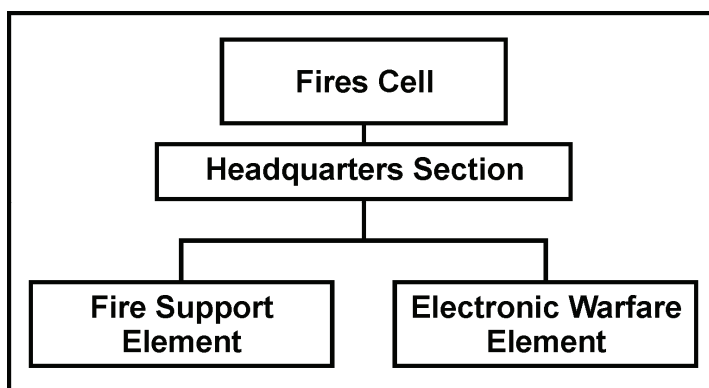 Fires Cell
Headquarters Section
Fire Support
Element
Electronic Warfare
Element